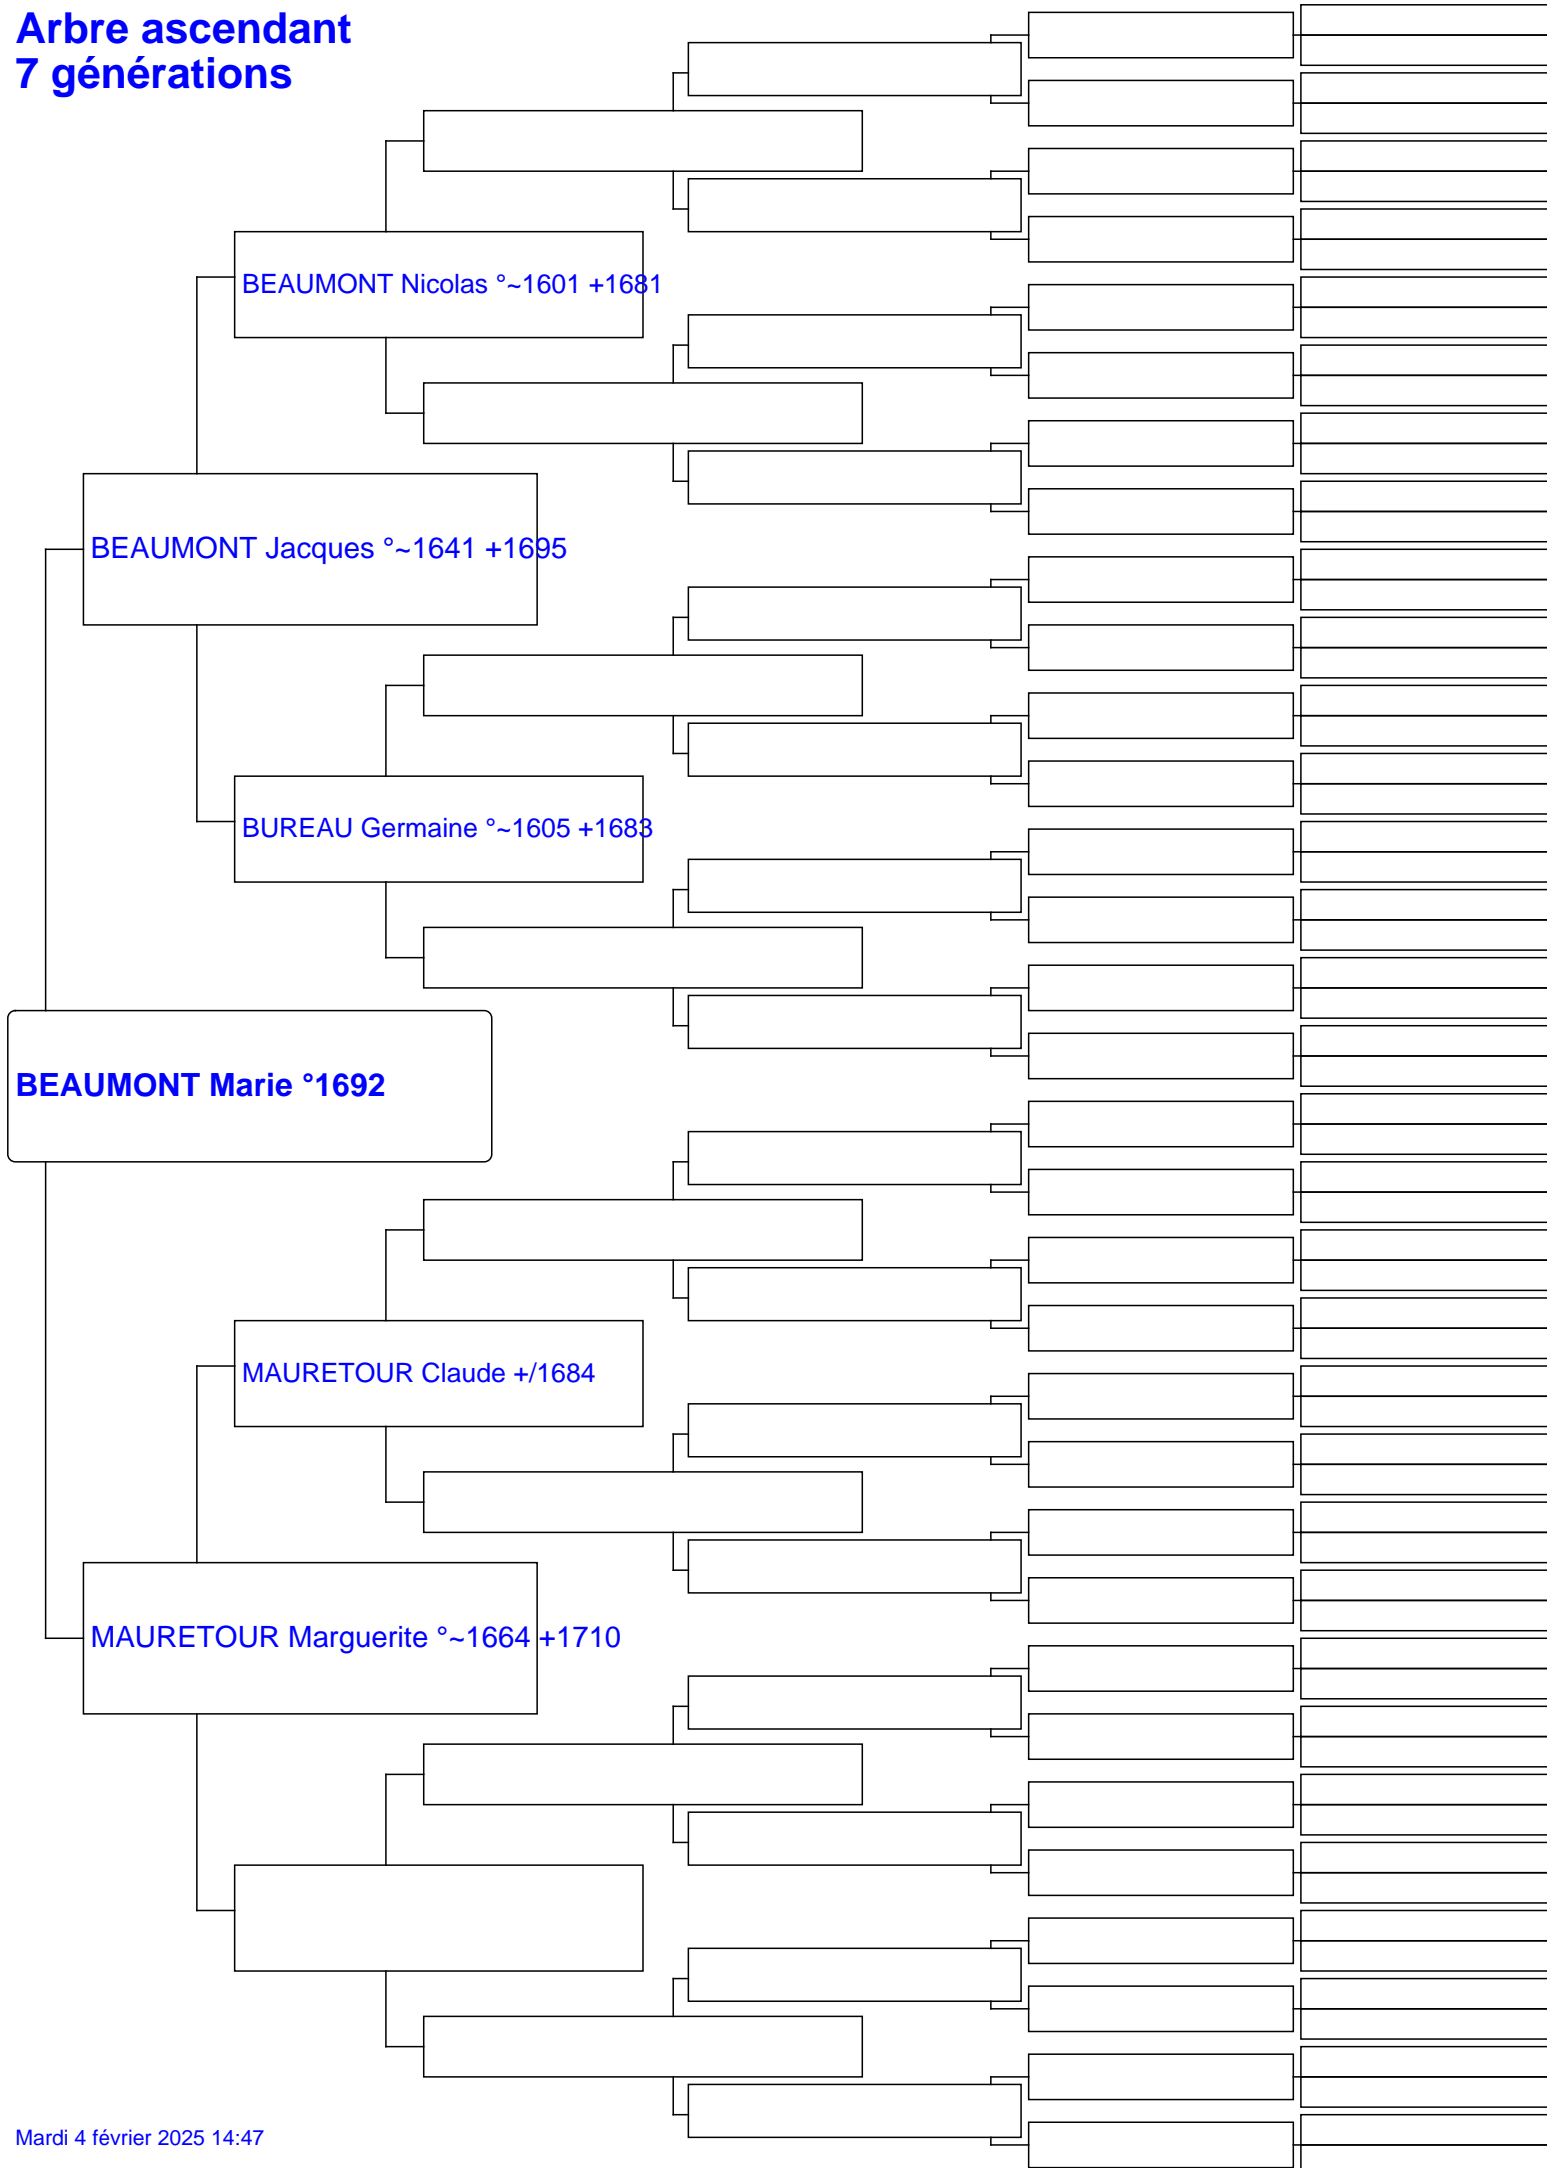 Arbre ascendant
7 générations
BEAUMONT Nicolas °~1601 +1681
BEAUMONT Jacques °~1641 +1695
BUREAU Germaine °~1605 +1683
BEAUMONT Marie °1692
MAURETOUR Claude +/1684
MAURETOUR Marguerite °~1664 +1710
Mardi 4 février 2025 14:47